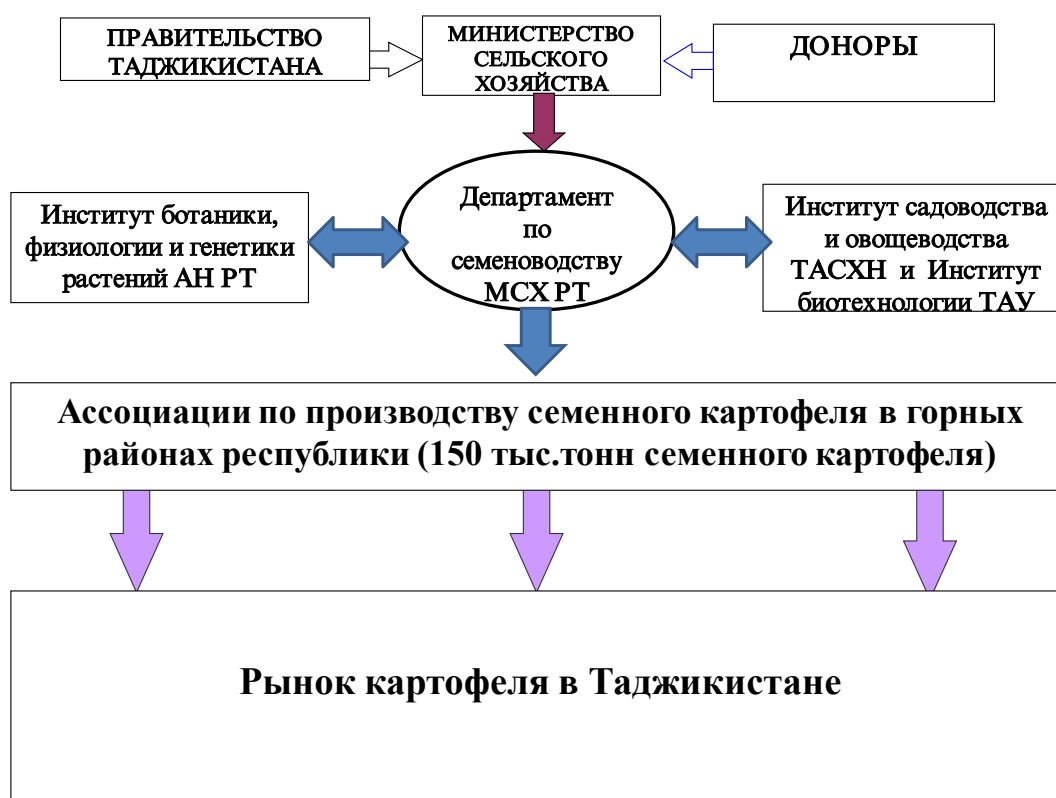 ПРАВИТЕЛЬСТВО
ТАДЖИКИСТАНА
МИНИСТЕРСТВО
СЕЛЬСКОГО
ХОЗЯЙСТВА
ДОНОРЫ
Институт ботаники,
физиологии и генетики
растений АН РТ
Департамент
по
семеноводству
МСХ РТ
Институт садоводства
и овощеводства
ТАСХН и Институт
биотехнологии ТАУ
Ассоциации по производству семенного картофеля в горных
районах республики (150 тыс.тонн семенного картофеля)
Рынок картофеля в Таджикистане